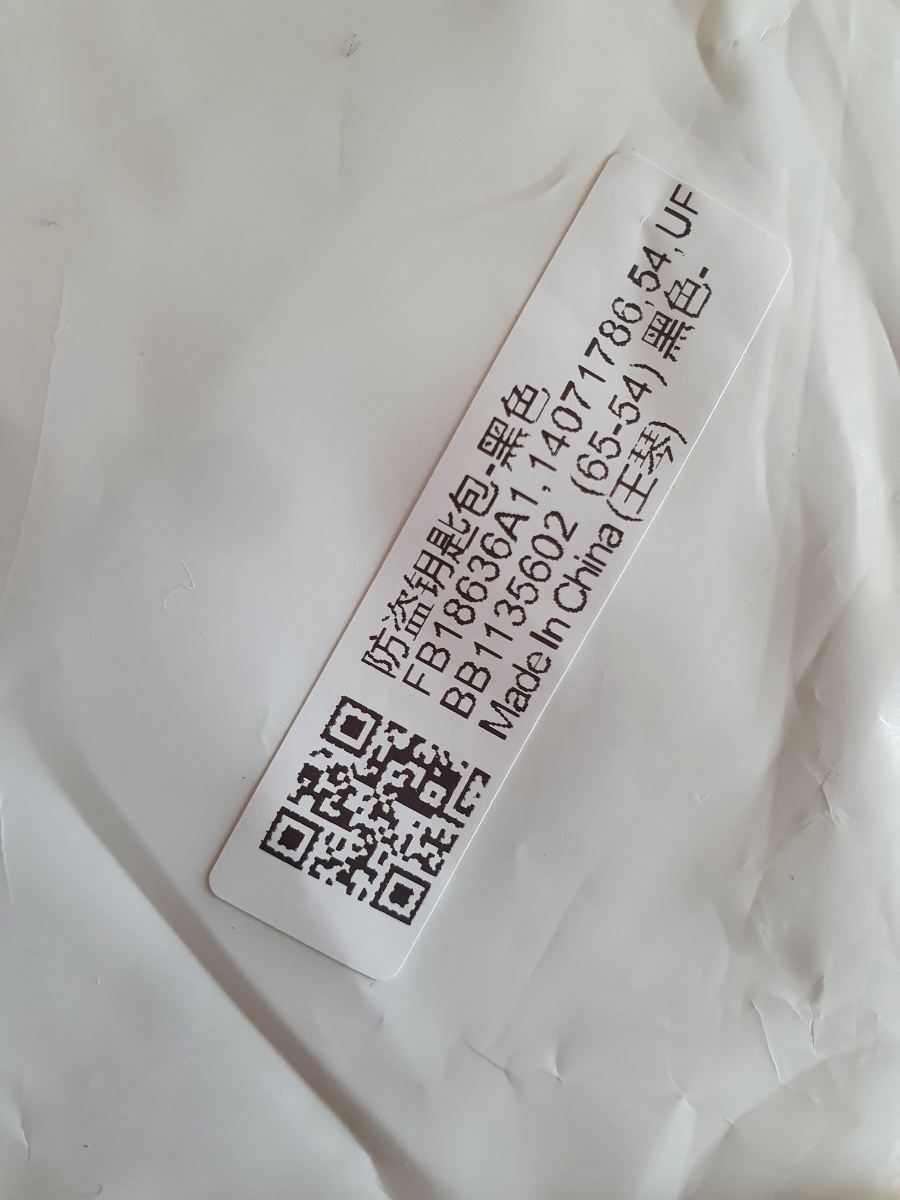 防盗钥匙包-黑色
FB18636A1, 14071786,54, UF
BB1135602 (65-54) 黑色-
Made In China (王琴)